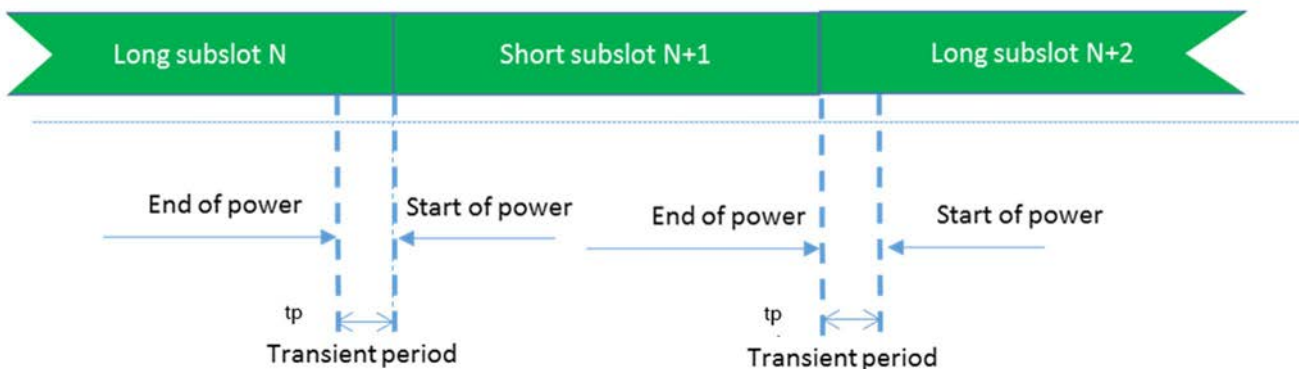 Long subslot N
Short subslot N+1
Long subslot N+2
End of power
Start of power
End of power
Start of power
tp
tp
Transient period
Transient period